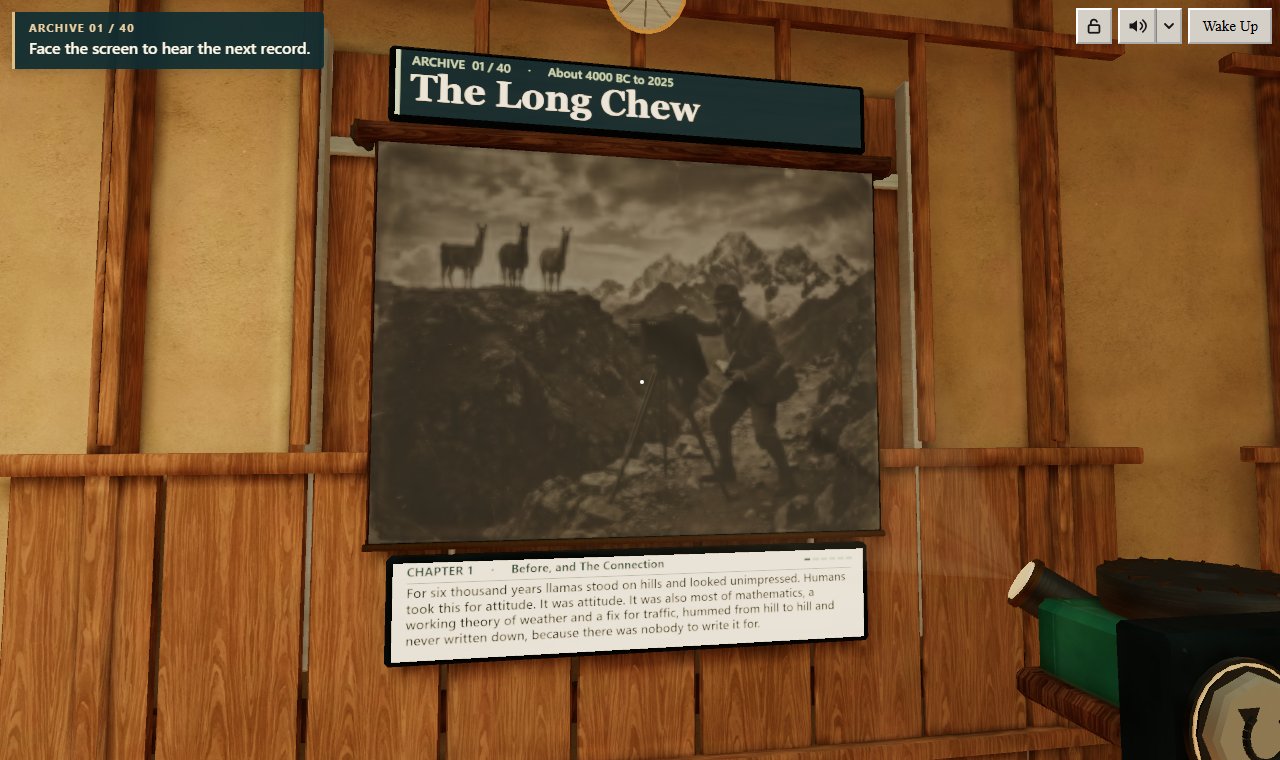 ARCHIVE 01 / 40
Face the screen to hear the next record.
Wake Up
ARCHIVE 01 / 40 · About 4000 BC to 2025
The Long Chew
CHAPTER 1 · Before, and The Connection
For six thousand years llamas stood on hills and looked unimpressed. Humans
took this for attitude. It was attitude. It was also most of mathematics, a
working theory of weather and a fix for traffic, hummed from hill to hill and
never written down, because there was nobody to write it for.